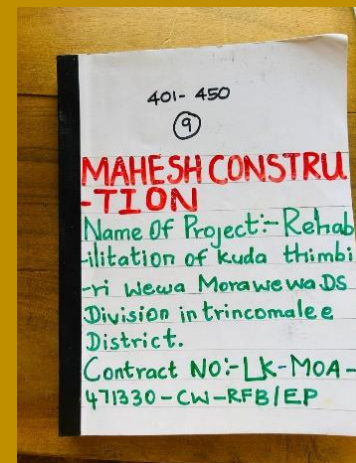 401- 450
9
MAHESH CONSTRU
-TION
Name Of Project:- Rehab
-ilitation of kuda thimbi
-ri Wewa Morawewa DS
Division in trincomalee
District.
Contract NO:- LK-MOA-
471330-CW-RFB/EP